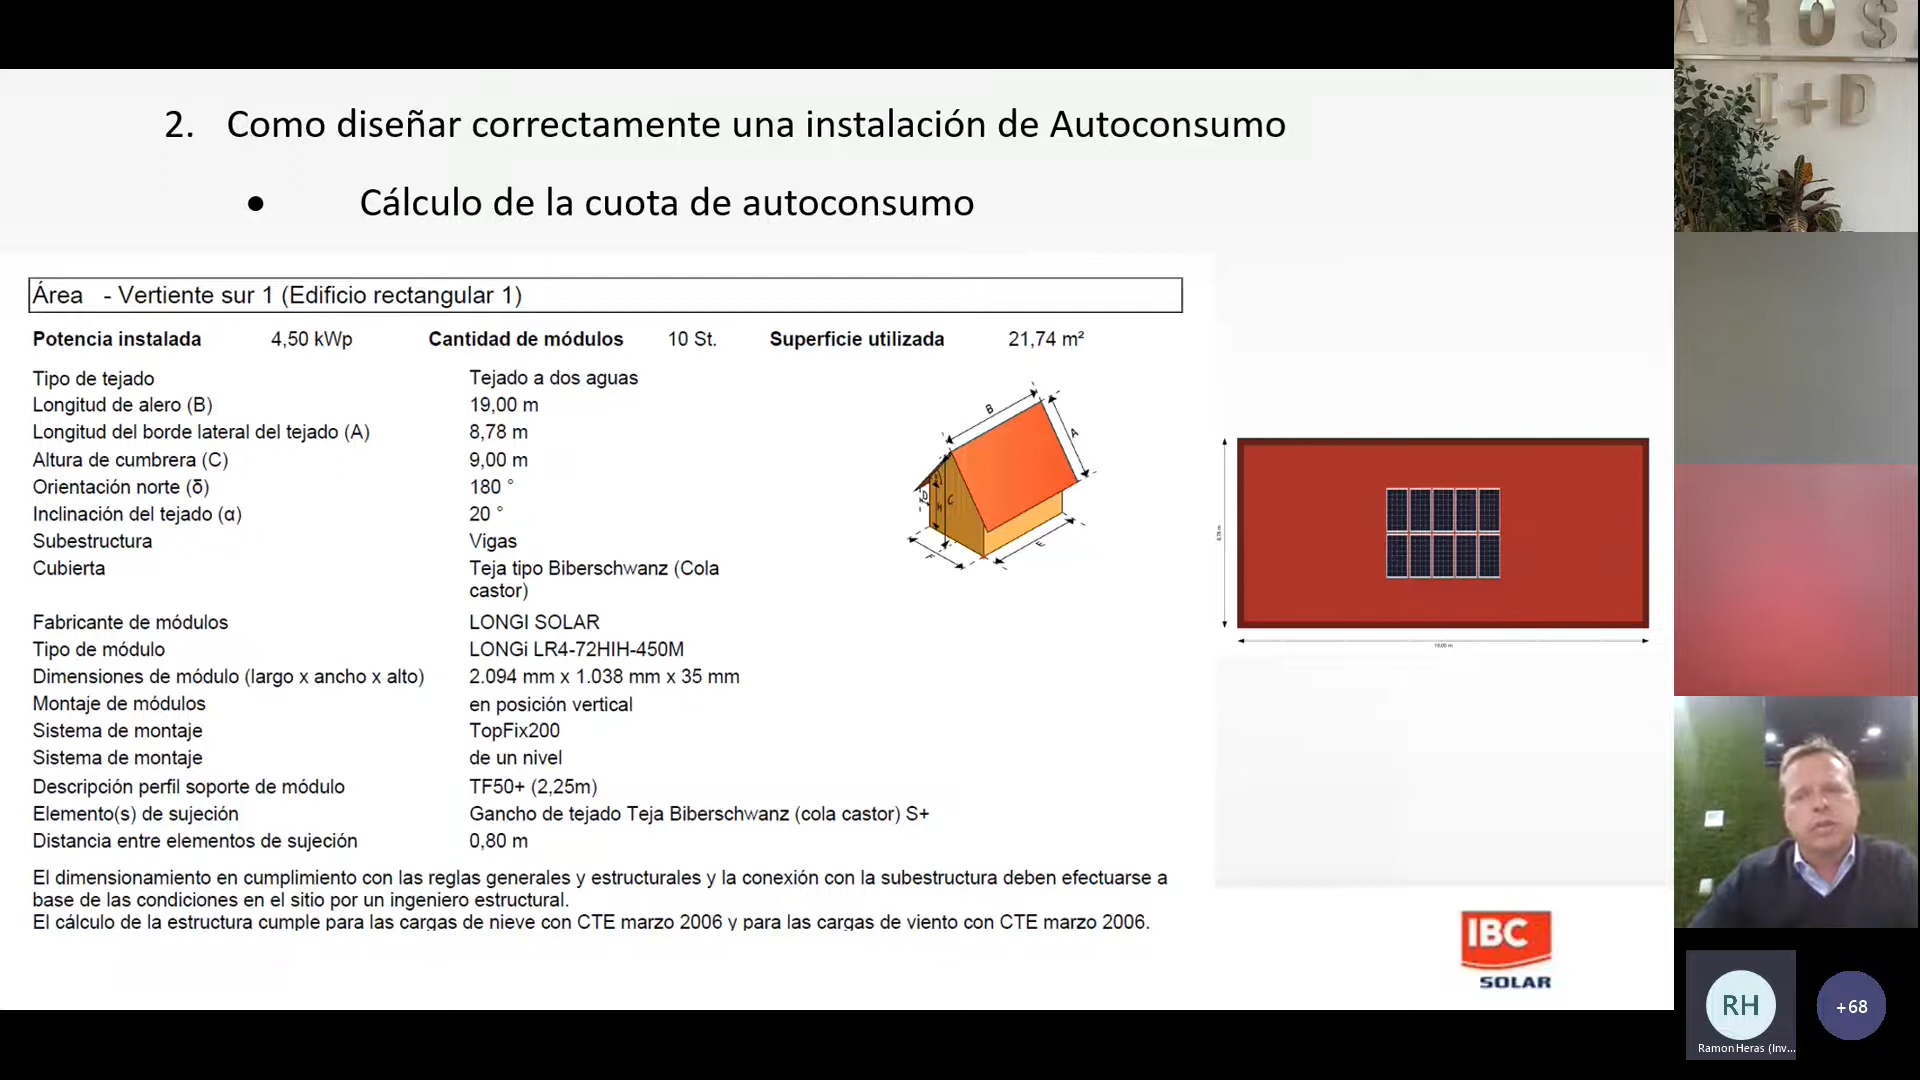 2. Como diseñar correctamente una instalación de Autoconsumo
• Cálculo de la cuota de autoconsumo
Área - Vertiente sur 1 (Edificio rectangular 1)
Potencia instalada 4,50 kWp Cantidad de módulos 10 St. Superficie utilizada 21,74 m²
Tipo de tejado Tejado a dos aguas
Longitud de alero (B) 19,00 m
Longitud del borde lateral del tejado (A) 8,78 m
Altura de cumbrera (C) 9,00 m
Orientación norte (δ) 180 °
Inclinación del tejado (α) 20 °
Subestructura Vigas
Cubierta Teja tipo Biberschwanz (Cola
castor)
Fabricante de módulos LONGI SOLAR
Tipo de módulo LONGi LR4-72HIH-450M
Dimensiones de módulo (largo x ancho x alto) 2.094 mm x 1.038 mm x 35 mm
Montaje de módulos en posición vertical
Sistema de montaje TopFix200
Sistema de montaje de un nivel
Descripción perfil soporte de módulo TF50+ (2,25m)
Elemento(s) de sujeción Gancho de tejado Teja Biberschwanz (cola castor) S+
Distancia entre elementos de sujeción 0,80 m
El dimensionamiento en cumplimiento con las reglas generales y estructurales y la conexión con la subestructura deben efectuarse a
base de las condiciones en el sitio por un ingeniero estructural.
El cálculo de la estructura cumple para las cargas de nieve con CTE marzo 2006 y para las cargas de viento con CTE marzo 2006.
B
A
D
H
C
F
E
8,78 m
19,00 m
IBC
SOLAR
AROS
I+D
RH
Ramon Heras (Inv...
+68